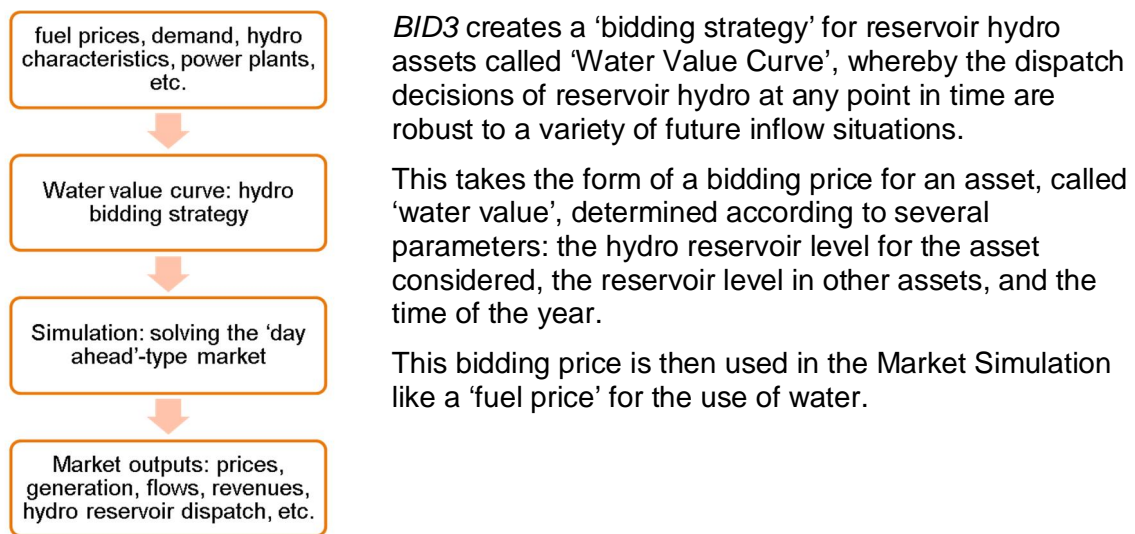 fuel prices, demand, hydro
characteristics, power plants,
etc.
Water value curve: hydro
bidding strategy
Simulation: solving the ‘day
ahead’-type market
Market outputs: prices,
generation, flows, revenues,
hydro reservoir dispatch, etc.
BID3 creates a ‘bidding strategy’ for reservoir hydro
assets called ‘Water Value Curve’, whereby the dispatch
decisions of reservoir hydro at any point in time are
robust to a variety of future inflow situations.
This takes the form of a bidding price for an asset, called
‘water value’, determined according to several
parameters: the hydro reservoir level for the asset
considered, the reservoir level in other assets, and the
time of the year.
This bidding price is then used in the Market Simulation
like a ‘fuel price’ for the use of water.